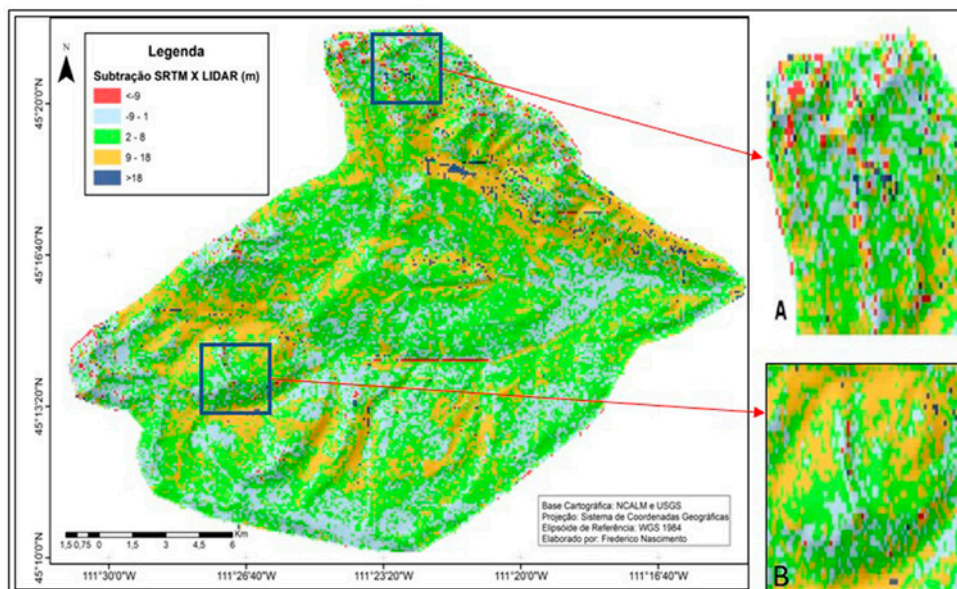 Legenda
Subtração SRTM X LIDAR (m)
<-9
-9 - 1
2 - 8
9 - 18
>18
N
45°20'0"N
45°16'40"N
45°13'20"N
45°10'0"N
1,5 0,75 0 1,5 3 4,5 6
Km
Base Cartográfica: NCALM e USGS
Projeção: Sistema de Coordenadas Geográficas
Elipsóide de Referência: WGS 1984
Elaborado por: Frederico Nascimento
111°30'0"W
111°26'40"W
111°23'20"W
111°20'0"W
111°16'40"W
A
B